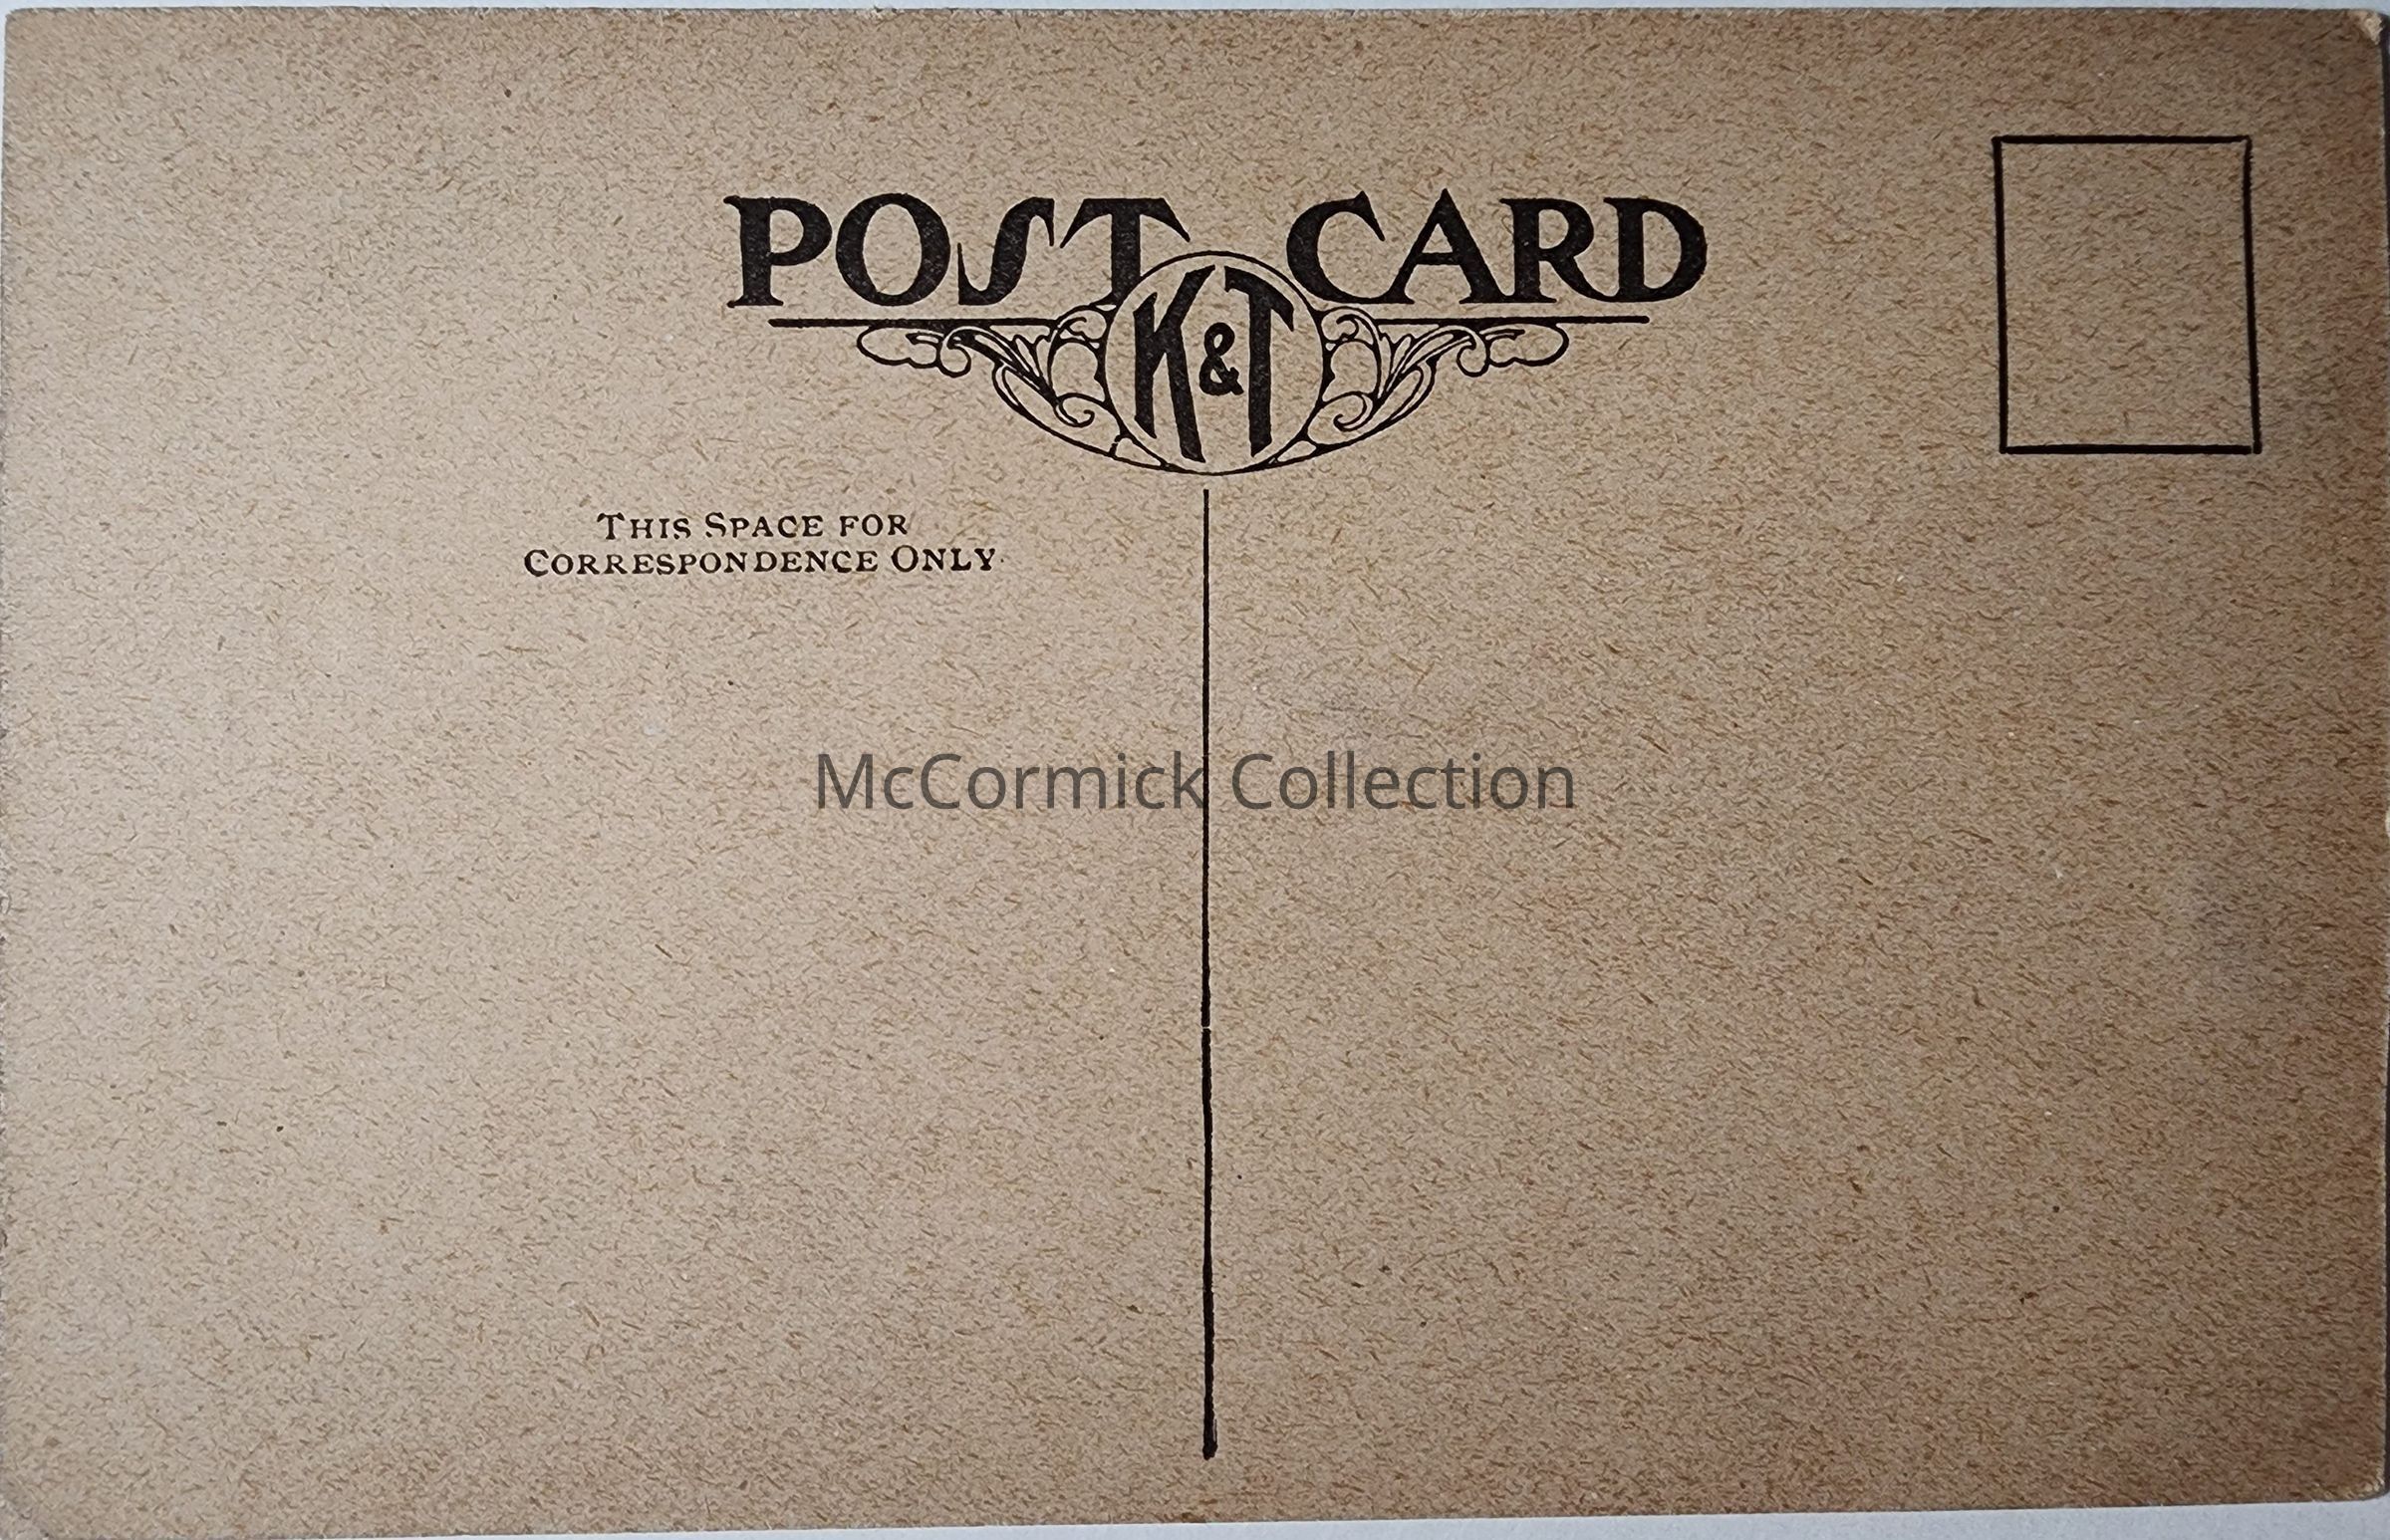 POST CARD
K&T
THIS SPACE FOR
CORRESPONDENCE ONLY
McCormick Collection